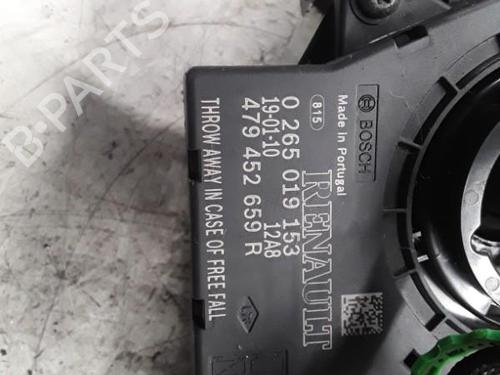 BOSCH
815
Made in Portugal
RENAULT
0 265 019 153
19-01-10 12A8
479 452 659 R
THROW AWAY IN CASE OF FREE FALL